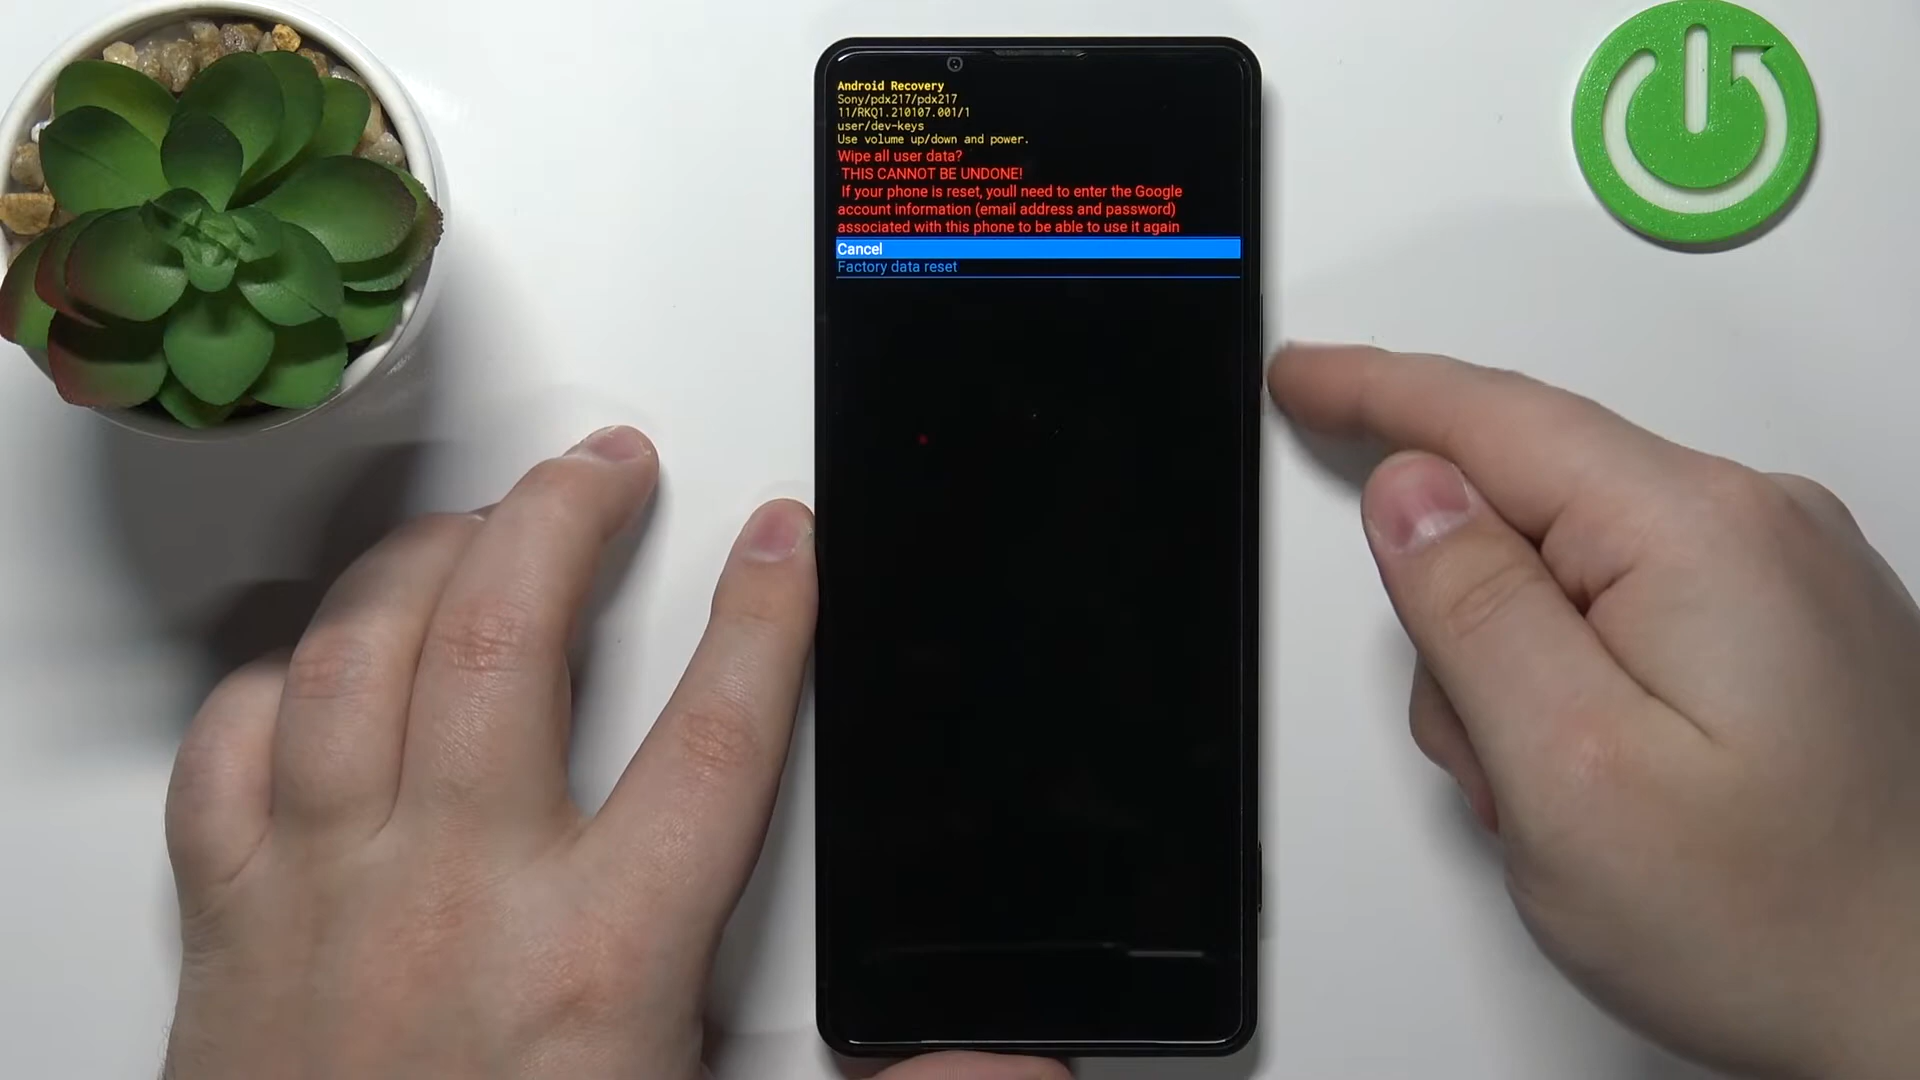 Android Recovery
Sony/pdx217/pdx217
11/RKQ1.210107.001/1
user/dev-keys
Use volume up/down and power.
Wipe all user data?
THIS CANNOT BE UNDONE!
If your phone is reset, youll need to enter the Google
account information (email address and password)
associated with this phone to be able to use it again
Cancel
Factory data reset